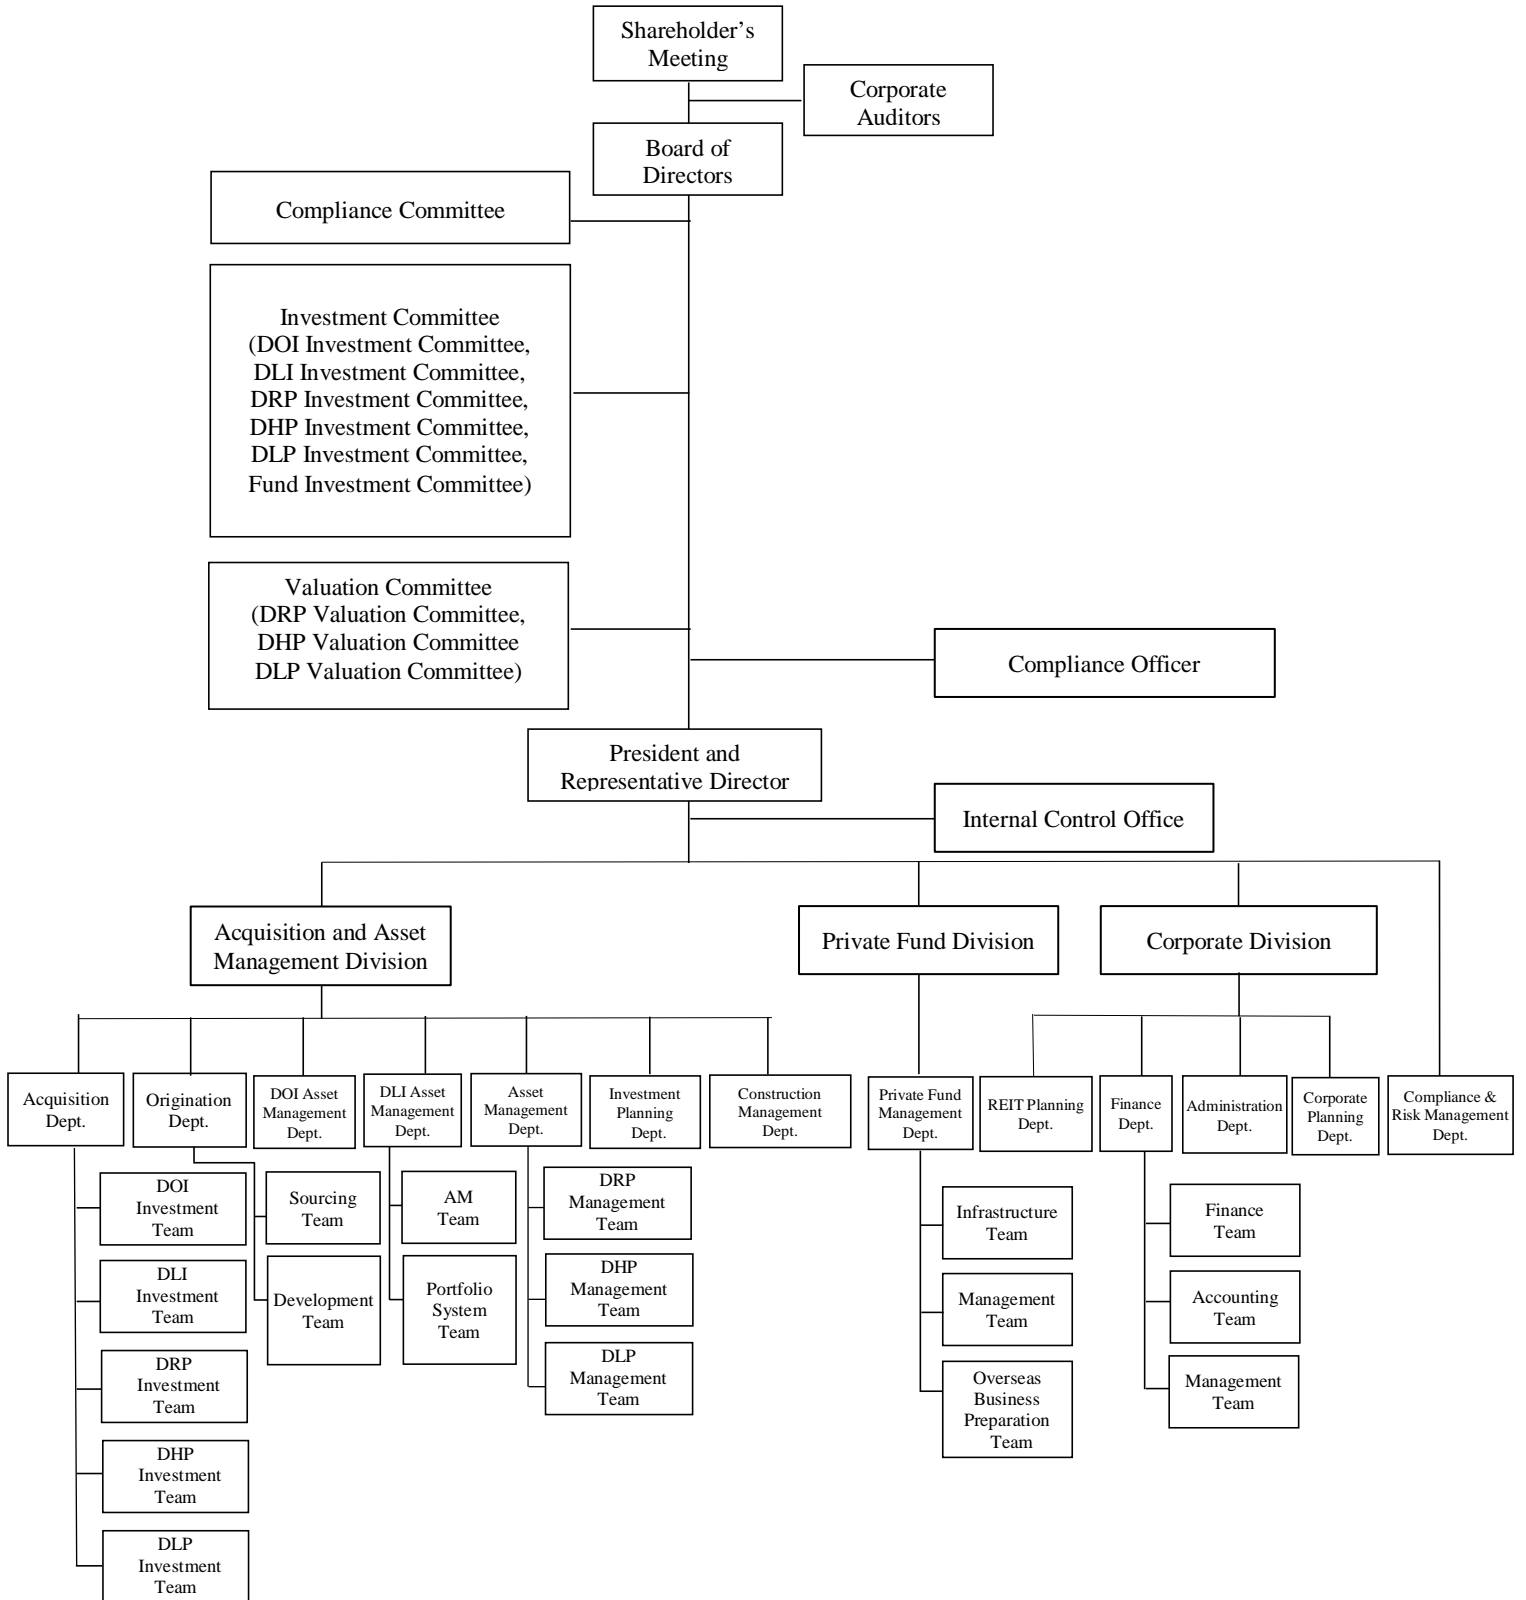 Shareholder’s
Meeting
Corporate
Auditors
Board of
Directors
Compliance Committee
Investment Committee
(DOI Investment Committee,
DLI Investment Committee,
DRP Investment Committee,
DHP Investment Committee,
DLP Investment Committee,
Fund Investment Committee)
Valuation Committee
(DRP Valuation Committee,
DHP Valuation Committee
DLP Valuation Committee)
Compliance Officer
President and
Representative Director
Internal Control Office
Acquisition and Asset
Management Division
Private Fund Division
Corporate Division
Acquisition
Dept.
Origination
Dept.
DOI Asset
Management
Dept.
DLI Asset
Management
Dept.
Asset
Management
Dept.
Investment
Planning
Dept.
Construction
Management
Dept.
Private Fund
Management
Dept.
REIT Planning
Dept.
Finance
Dept.
Administration
Dept.
Corporate
Planning
Dept.
Compliance &
Risk Management
Dept.
DOI
Investment
Team
DLI
Investment
Team
DRP
Investment
Team
DHP
Investment
Team
DLP
Investment
Team
Sourcing
Team
Development
Team
AM
Team
Portfolio
System
Team
DRP
Management
Team
DHP
Management
Team
DLP
Management
Team
Infrastructure
Team
Management
Team
Overseas
Business
Preparation
Team
Finance
Team
Accounting
Team
Management
Team